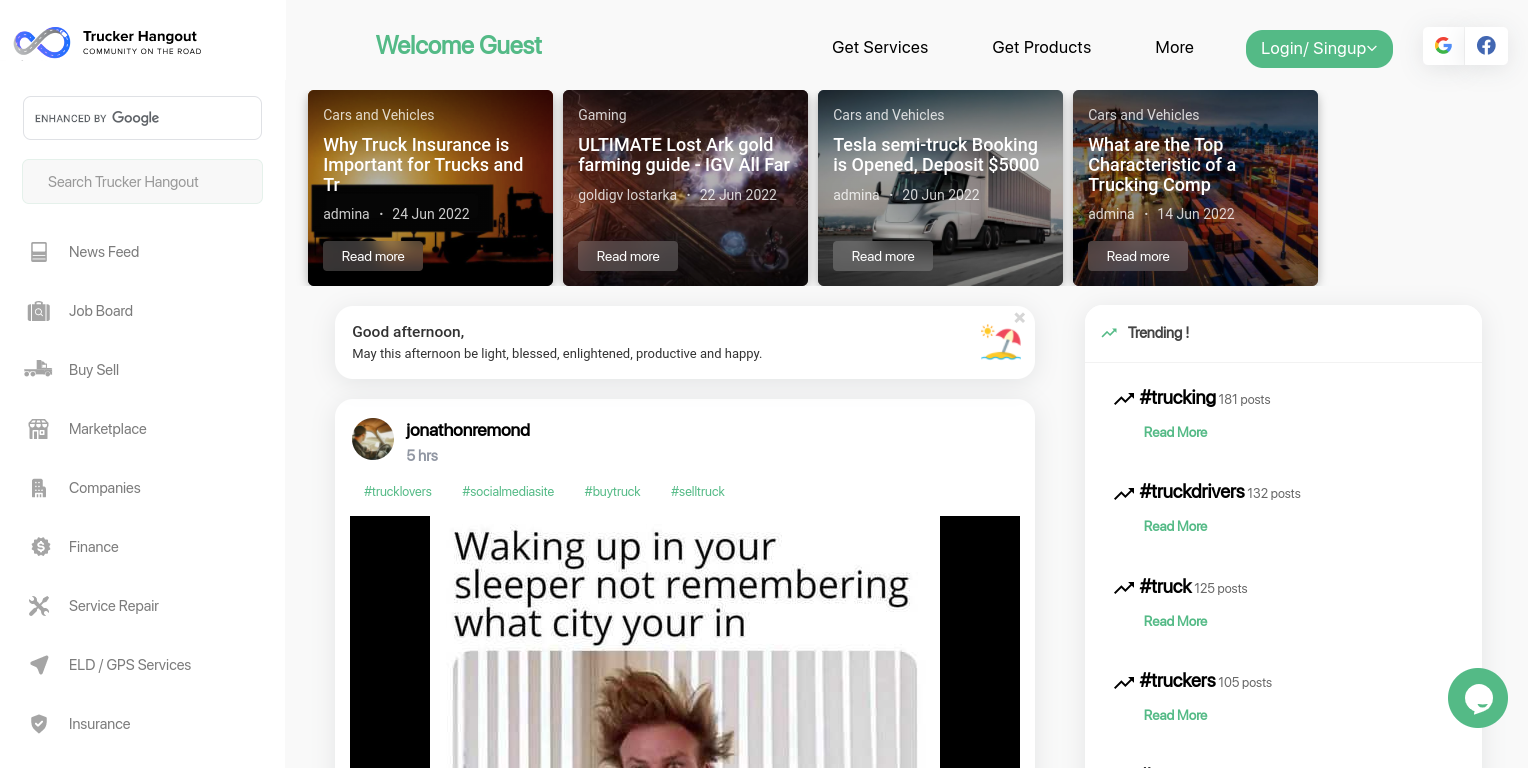 Trucker Hangout
COMMUNITY ON THE ROAD
ENHANCED BY Google
Search Trucker Hangout
News Feed
Job Board
Buy Sell
Marketplace
Companies
Finance
Service Repair
ELD / GPS Services
Insurance
Welcome Guest
Get Services
Get Products
More
Login/ Singup
Cars and Vehicles
Why Truck Insurance is
Important for Trucks and
Tr
admina · 24 Jun 2022
Read more
Gaming
ULTIMATE Lost Ark gold
farming guide - IGV All Far
goldigv lostarka · 22 Jun 2022
Read more
Cars and Vehicles
Tesla semi-truck Booking
is Opened, Deposit $5000
admina · 20 Jun 2022
Read more
Cars and Vehicles
What are the Top
Characteristic of a
Trucking Comp
admina · 14 Jun 2022
Read more
Good afternoon,
May this afternoon be light, blessed, enlightened, productive and happy.
jonathonremond
5 hrs
#trucklovers #socialmediasite #buytruck #selltruck
Waking up in your
sleeper not remembering
what city your in
Trending !
#trucking 181 posts
Read More
#truckdrivers 132 posts
Read More
#truck 125 posts
Read More
#truckers 105 posts
Read More